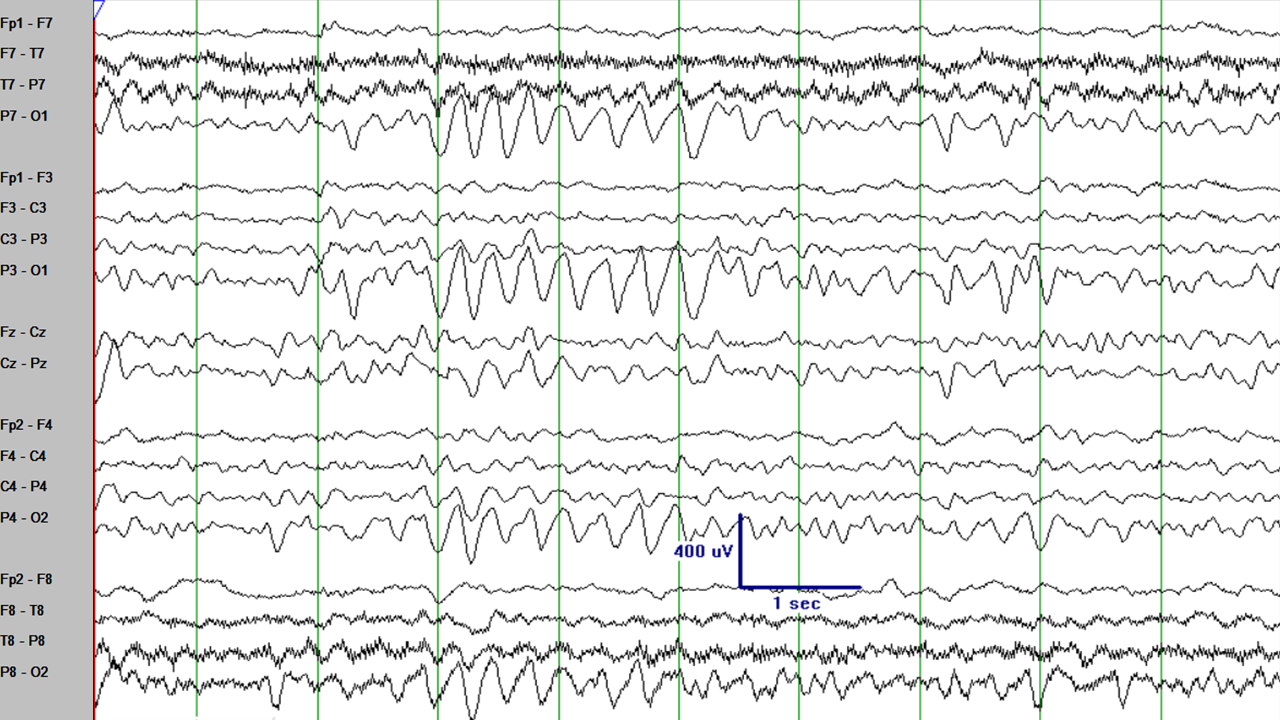 Fp1 - F7
F7 - T7
T7 - P7
P7 - O1
Fp1 - F3
F3 - C3
C3 - P3
P3 - O1
Fz - Cz
Cz - Pz
Fp2 - F4
F4 - C4
C4 - P4
P4 - O2
400 uV
Fp2 - F8
1 sec
F8 - T8
T8 - P8
P8 - O2